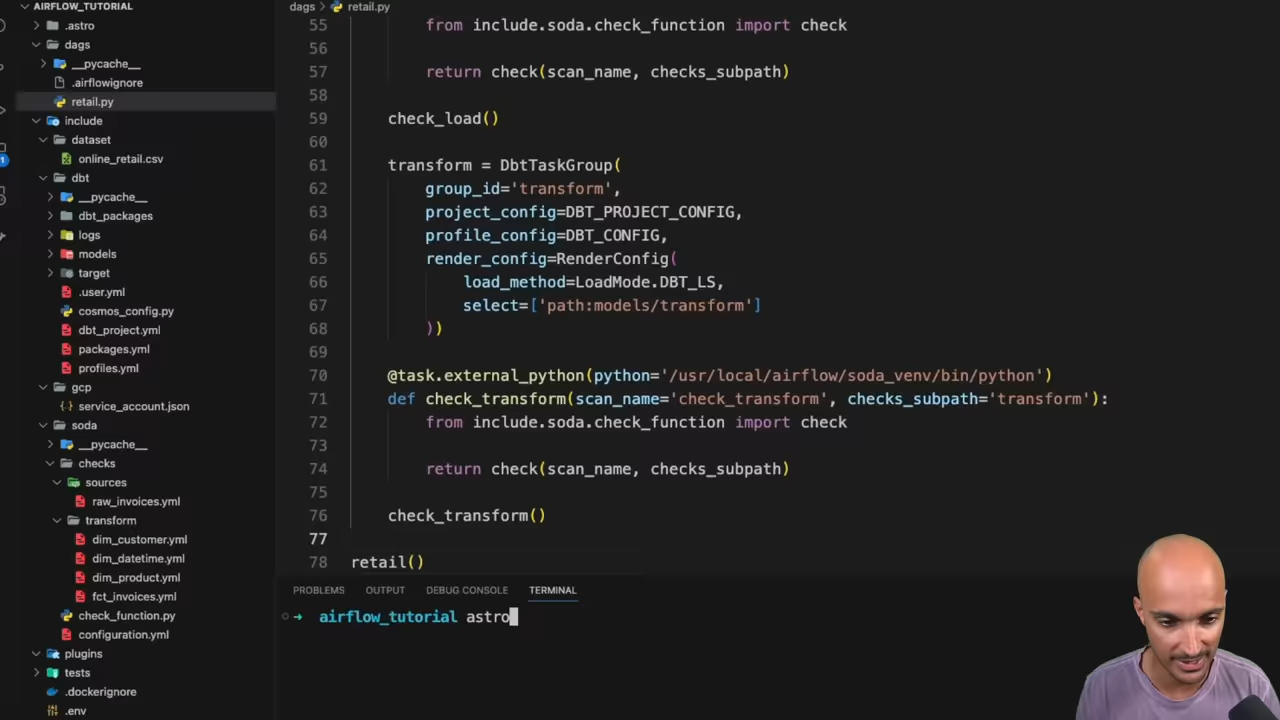 AIRFLOW_TUTORIAL
.astro
dags
__pycache__
.airflowignore
retail.py
include
dataset
online_retail.csv
dbt
__pycache__
dbt_packages
logs
models
target
.user.yml
cosmos_config.py
dbt_project.yml
packages.yml
profiles.yml
gcp
service_account.json
soda
__pycache__
checks
sources
raw_invoices.yml
transform
dim_customer.yml
dim_datetime.yml
dim_product.yml
fct_invoices.yml
check_function.py
configuration.yml
plugins
tests
.dockerignore
.env
1
dags > retail.py
55 from include.soda.check_function import check
56
57 return check(scan_name, checks_subpath)
58
59 check_load()
60
61 transform = DbtTaskGroup(
62 group_id='transform',
63 project_config=DBT_PROJECT_CONFIG,
64 profile_config=DBT_CONFIG,
65 render_config=RenderConfig(
66 load_method=LoadMode.DBT_LS,
67 select=['path:models/transform']
68 ))
69
70 @task.external_python(python='/usr/local/airflow/soda_venv/bin/python')
71 def check_transform(scan_name='check_transform', checks_subpath='transform'):
72 from include.soda.check_function import check
73
74 return check(scan_name, checks_subpath)
75
76 check_transform()
77
78 retail()
PROBLEMS OUTPUT DEBUG CONSOLE TERMINAL
→ airflow_tutorial astro